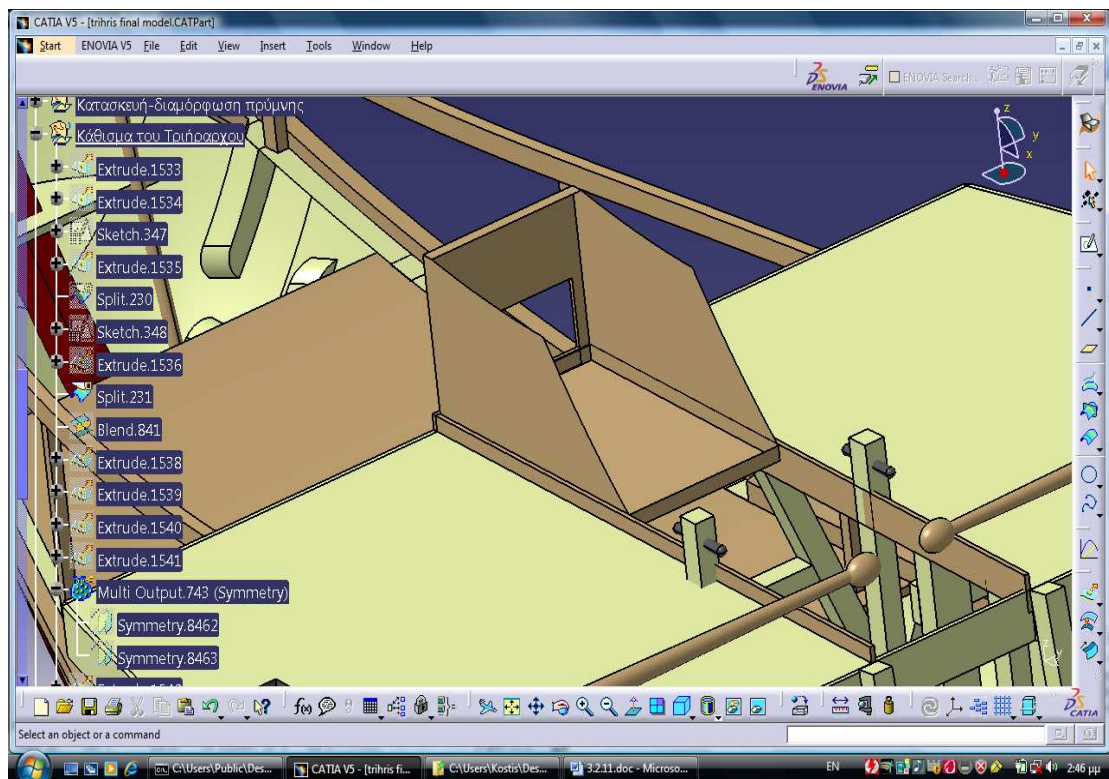 CATIA V5 - [trihris final model.CATPart]
Start ENOVIA V5 File Edit View Insert Tools Window Help
DS ENOVIA ENOVIA Search...
Κατασκευή-διαμόρφωση πρύμνης
Κάθισμα του Τριήραρχου
Extrude.1533
Extrude.1534
Sketch.347
Extrude.1535
Split.230
Sketch.348
Extrude.1536
Split.231
Blend.841
Extrude.1538
Extrude.1539
Extrude.1540
Extrude.1541
Multi Output.743 (Symmetry)
Symmetry.8462
Symmetry.8463
z
y
x
f(x)
DS CATIA
Select an object or a command
C:\Users\Public\Des... CATIA V5 - [trihris fi... C:\Users\Kostis\Des... 3.2.11.doc - Microso... EN 2:46 μμ